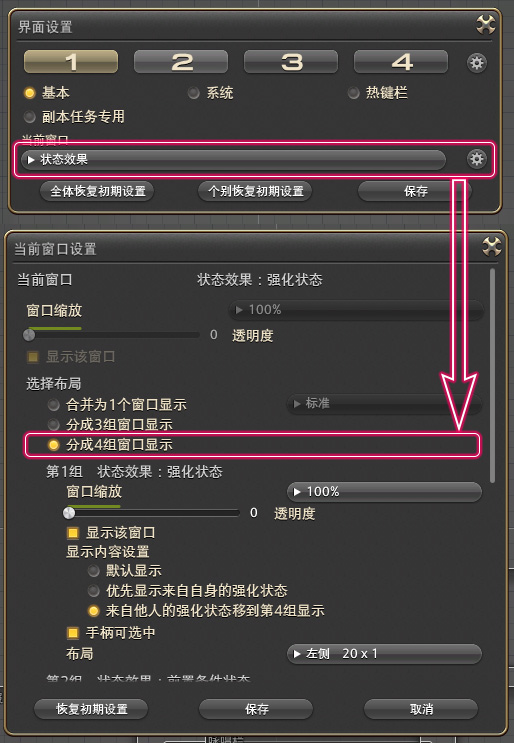 界面设置
1 2 3 4
基本 系统 热键栏
副本任务专用
当前窗口
状态效果
全体恢复初期设置 个别恢复初期设置 保存
当前窗口设置
当前窗口 状态效果：强化状态
窗口缩放 100%
0 透明度
显示该窗口
选择布局
合并为1个窗口显示 标准
分成3组窗口显示
分成4组窗口显示
第1组 状态效果：强化状态
窗口缩放 100%
0 透明度
显示该窗口
显示内容设置
默认显示
优先显示来自自身的强化状态
来自他人的强化状态移到第4组显示
手柄可选中
布局 左侧 20 x 1
第2组 状态效果：前置条件状态
恢复初期设置 保存 取消
咏唱栏